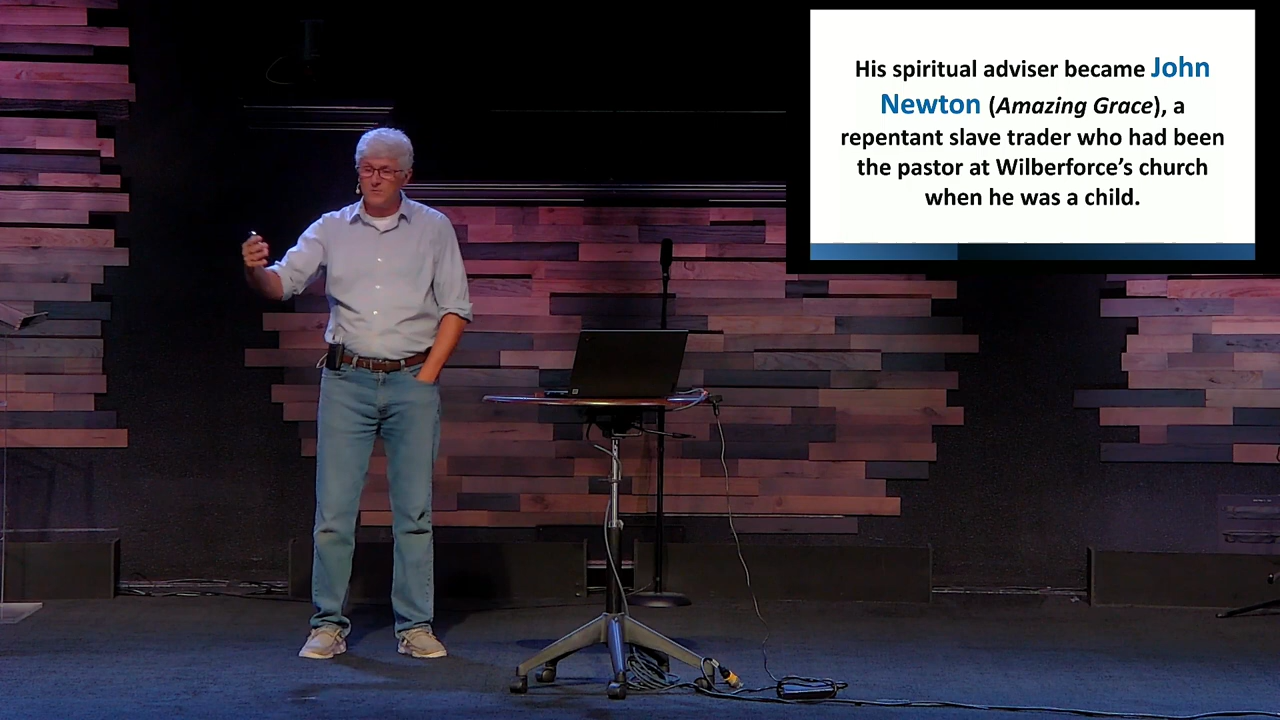 His spiritual adviser became John
Newton (Amazing Grace), a
repentant slave trader who had been
the pastor at Wilberforce’s church
when he was a child.